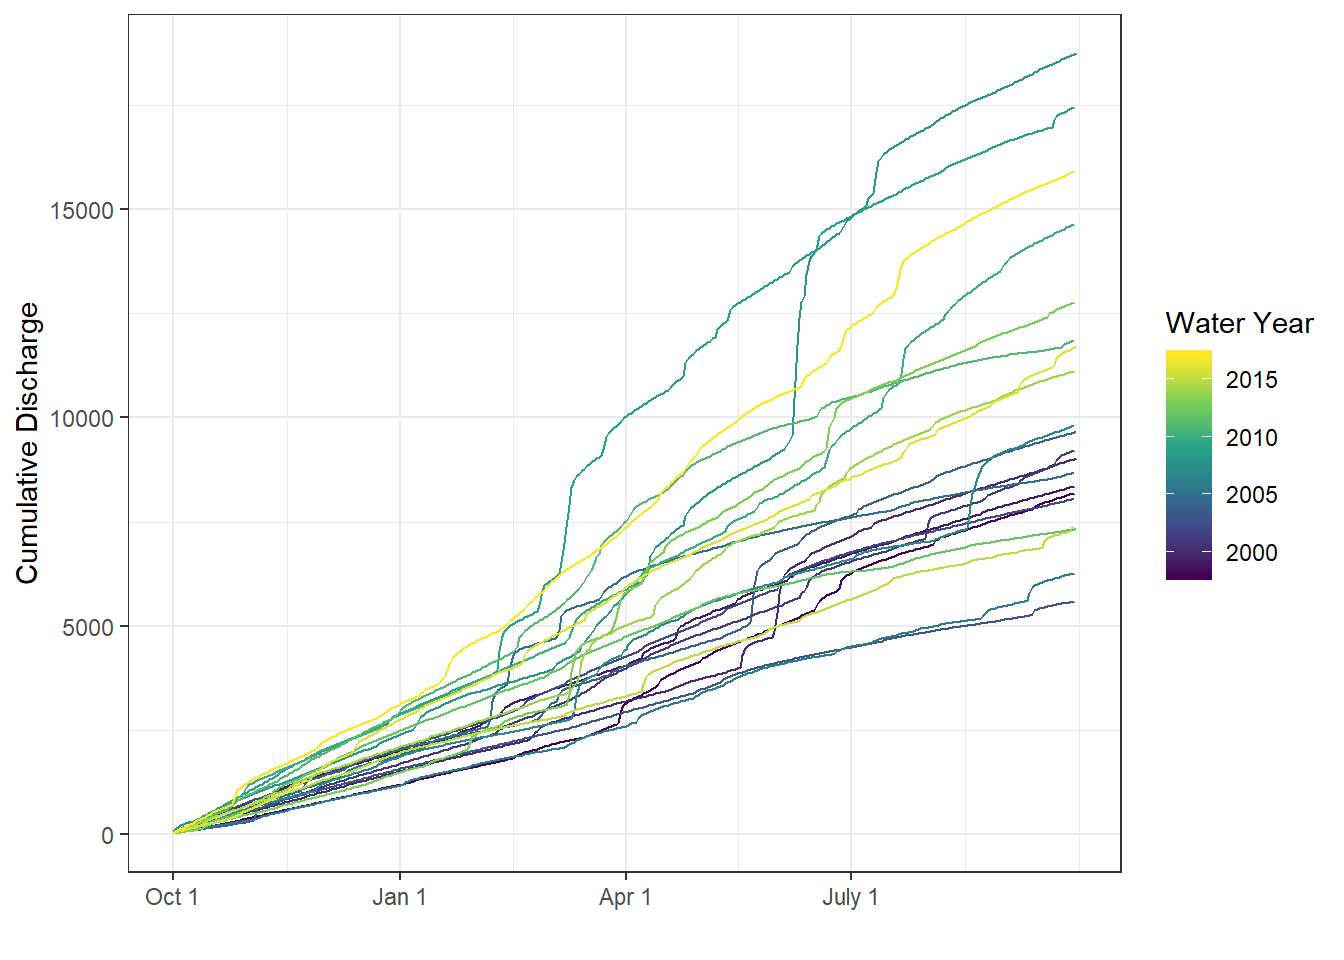 Cumulative Discharge
15000
10000
5000
0
Oct 1
Jan 1
Apr 1
July 1
Water Year
2015
2010
2005
2000